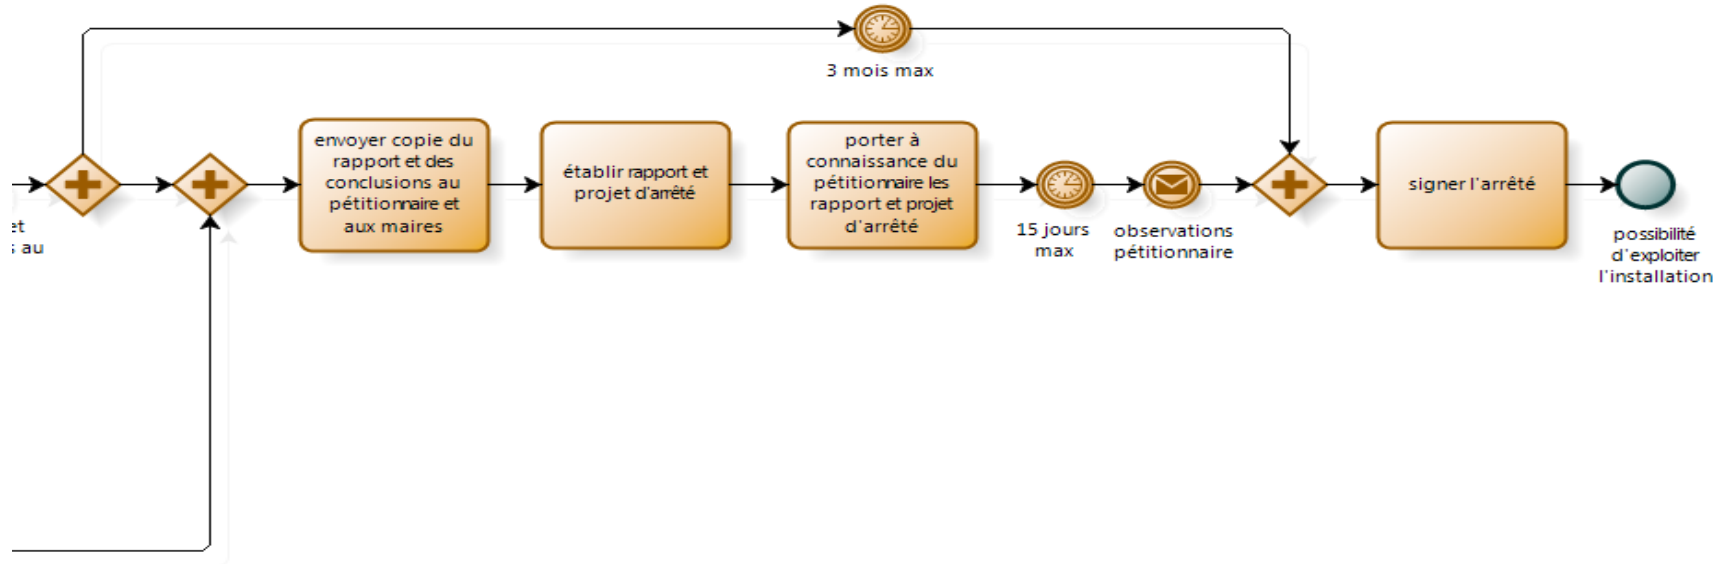 3 mois max
et
au
envoyer copie du
rapport et des
conclusions au
pétitionnaire et
aux maires
établir rapport et
projet d'arrêté
porter à
connaissance du
pétitionnaire les
rapport et projet
d'arrêté
15 jours
max
observations
pétitionnaire
signer l'arrêté
possibilité
d'exploiter
l'installation